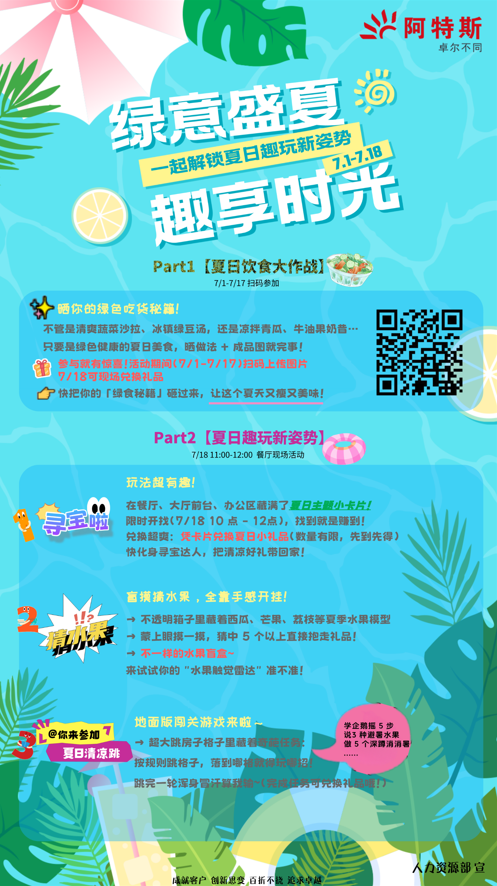 阿特斯
卓尔不同
绿意盛夏
一起解锁夏日趣玩新姿势
7.1-7.18
趣享时光
Part1【夏日饮食大作战】
7/1-7/17 扫码参加
晒你的绿色吃货秘籍！
不管是清爽蔬菜沙拉、冰镇绿豆汤，还是凉拌青瓜、牛油果奶昔…
只要是绿色健康的夏日美食，晒做法 + 成品图就完事！
参与就有惊喜！活动期间(7/1-7/17)扫码上传图片
7/18可现场兑换礼品
快把你的「绿食秘籍」砸过来，让这个夏天又瘦又美味！
Part2【夏日趣玩新姿势】
7/18 11:00-12:00 餐厅现场活动
玩法超有趣！
1
寻宝啦
在餐厅、大厅前台、办公区藏满了夏日主题小卡片！
限时开找(7/18 10 点 - 12点)，找到就是赚到！
兑换超爽：凭卡片兑换夏日小礼品(数量有限，先到先得)
快化身寻宝达人，把清凉好礼带回家！
盲摸猜水果，全靠手感开挂！
2
!!?
猜水果
→ 不透明箱子里藏着西瓜、芒果、荔枝等夏季水果模型
→ 蒙上眼摸一摸，猜中 5 个以上直接抱走礼品！
→ 不一样的水果盲盒~
来试试你的“水果触觉雷达”准不准！
地面版闯关游戏来啦～
3
@你来参加
夏日清凉跳
→ 超大跳房子格子里藏着
按规则跳格子，落到哪格
跳完一轮浑身冒汗算我输~(完成任务可兑换礼品哦！)
学企鹅摇 5 步
说3 种避暑水果
做 5 个深蹲消消暑
......
人力资源部 宣
成就客户 创新思变 百折不挠 追求卓越